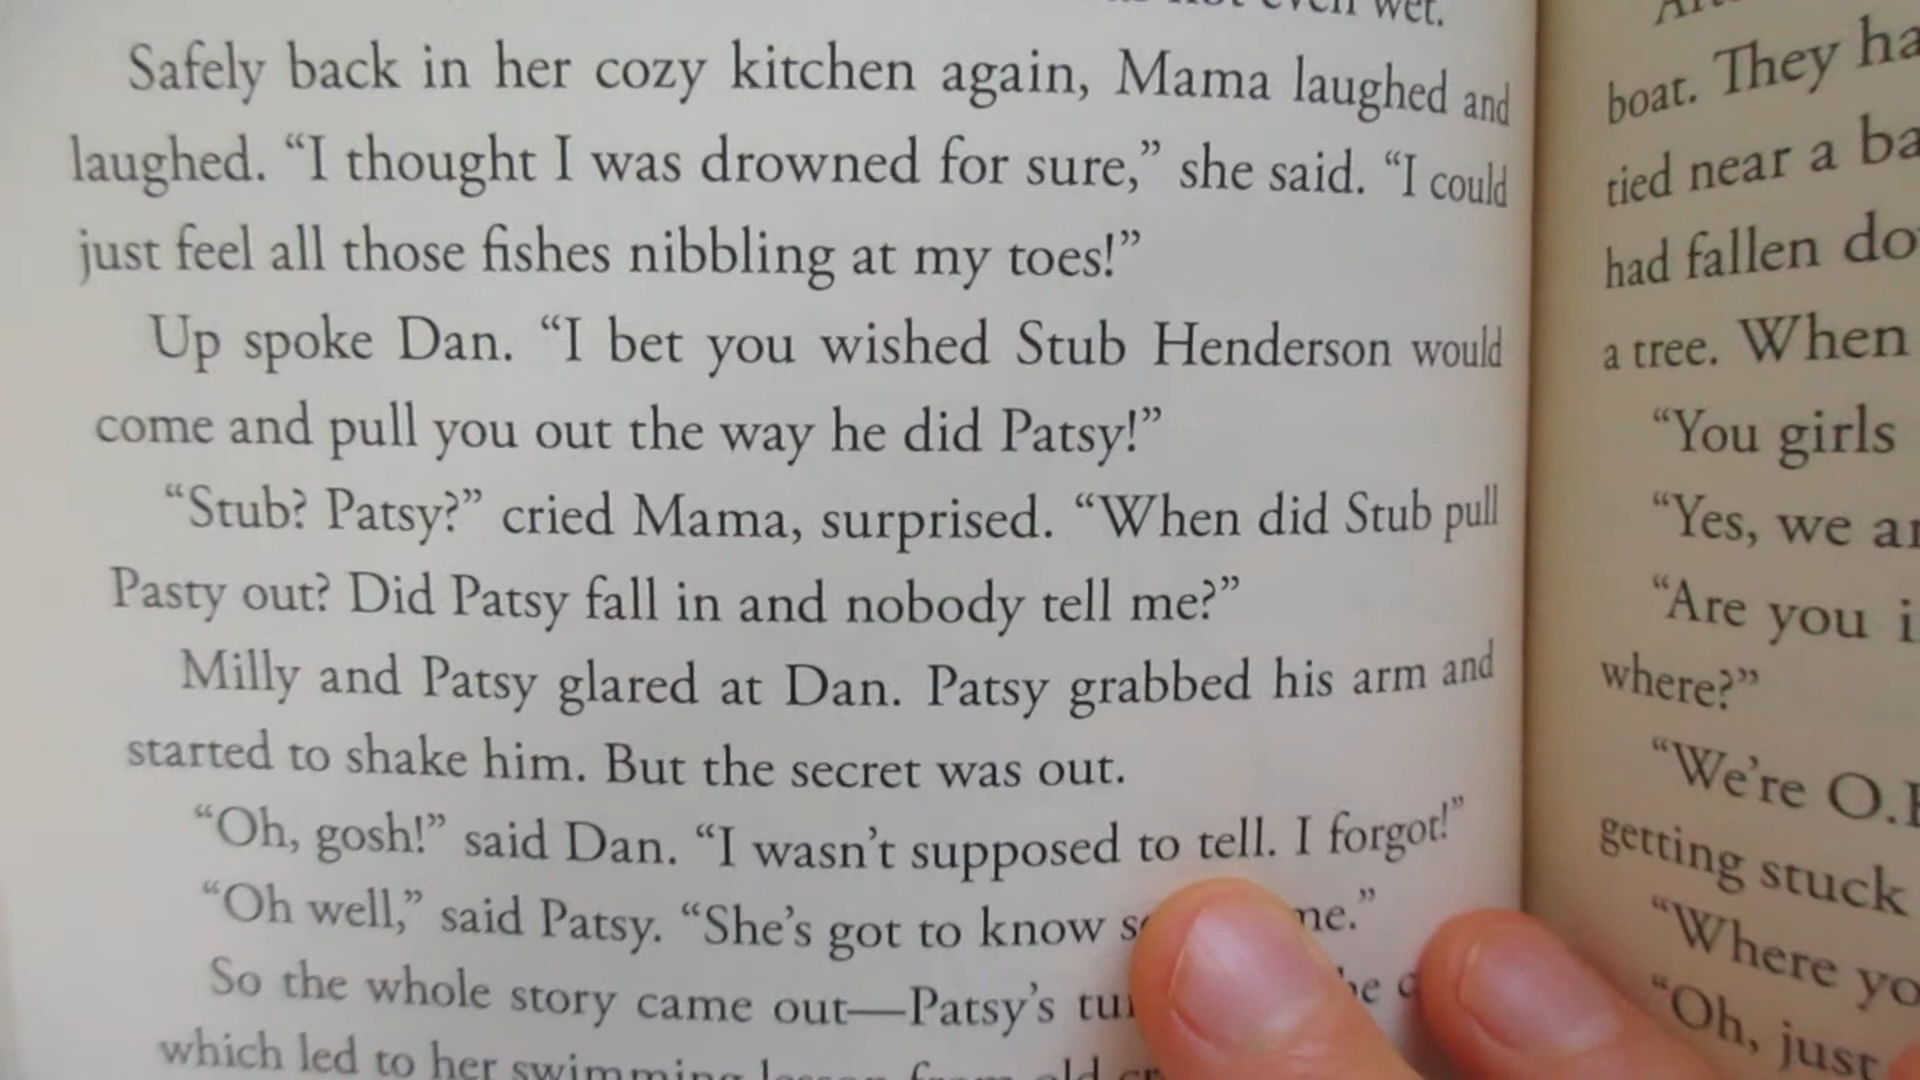 even wet.
Safely back in her cozy kitchen again, Mama laughed and
laughed. “I thought I was drowned for sure,” she said. “I could
just feel all those fishes nibbling at my toes!”
Up spoke Dan. “I bet you wished Stub Henderson would
come and pull you out the way he did Patsy!”
“Stub? Patsy?” cried Mama, surprised. “When did Stub pull
Pasty out? Did Patsy fall in and nobody tell me?”
Milly and Patsy glared at Dan. Patsy grabbed his arm and
started to shake him. But the secret was out.
“Oh, gosh!” said Dan. “I wasn’t supposed to tell. I forgot!”
“Oh well,” said Patsy. “She’s got to know
So the whole story came out—Patsy’s
which led to her swimming lesson from old
boat. They
tied near a
had fallen
a tree. When
“You girls
“Yes, we
“Are you
where?”
“We’re
getting stuck
“Where
“Oh, just